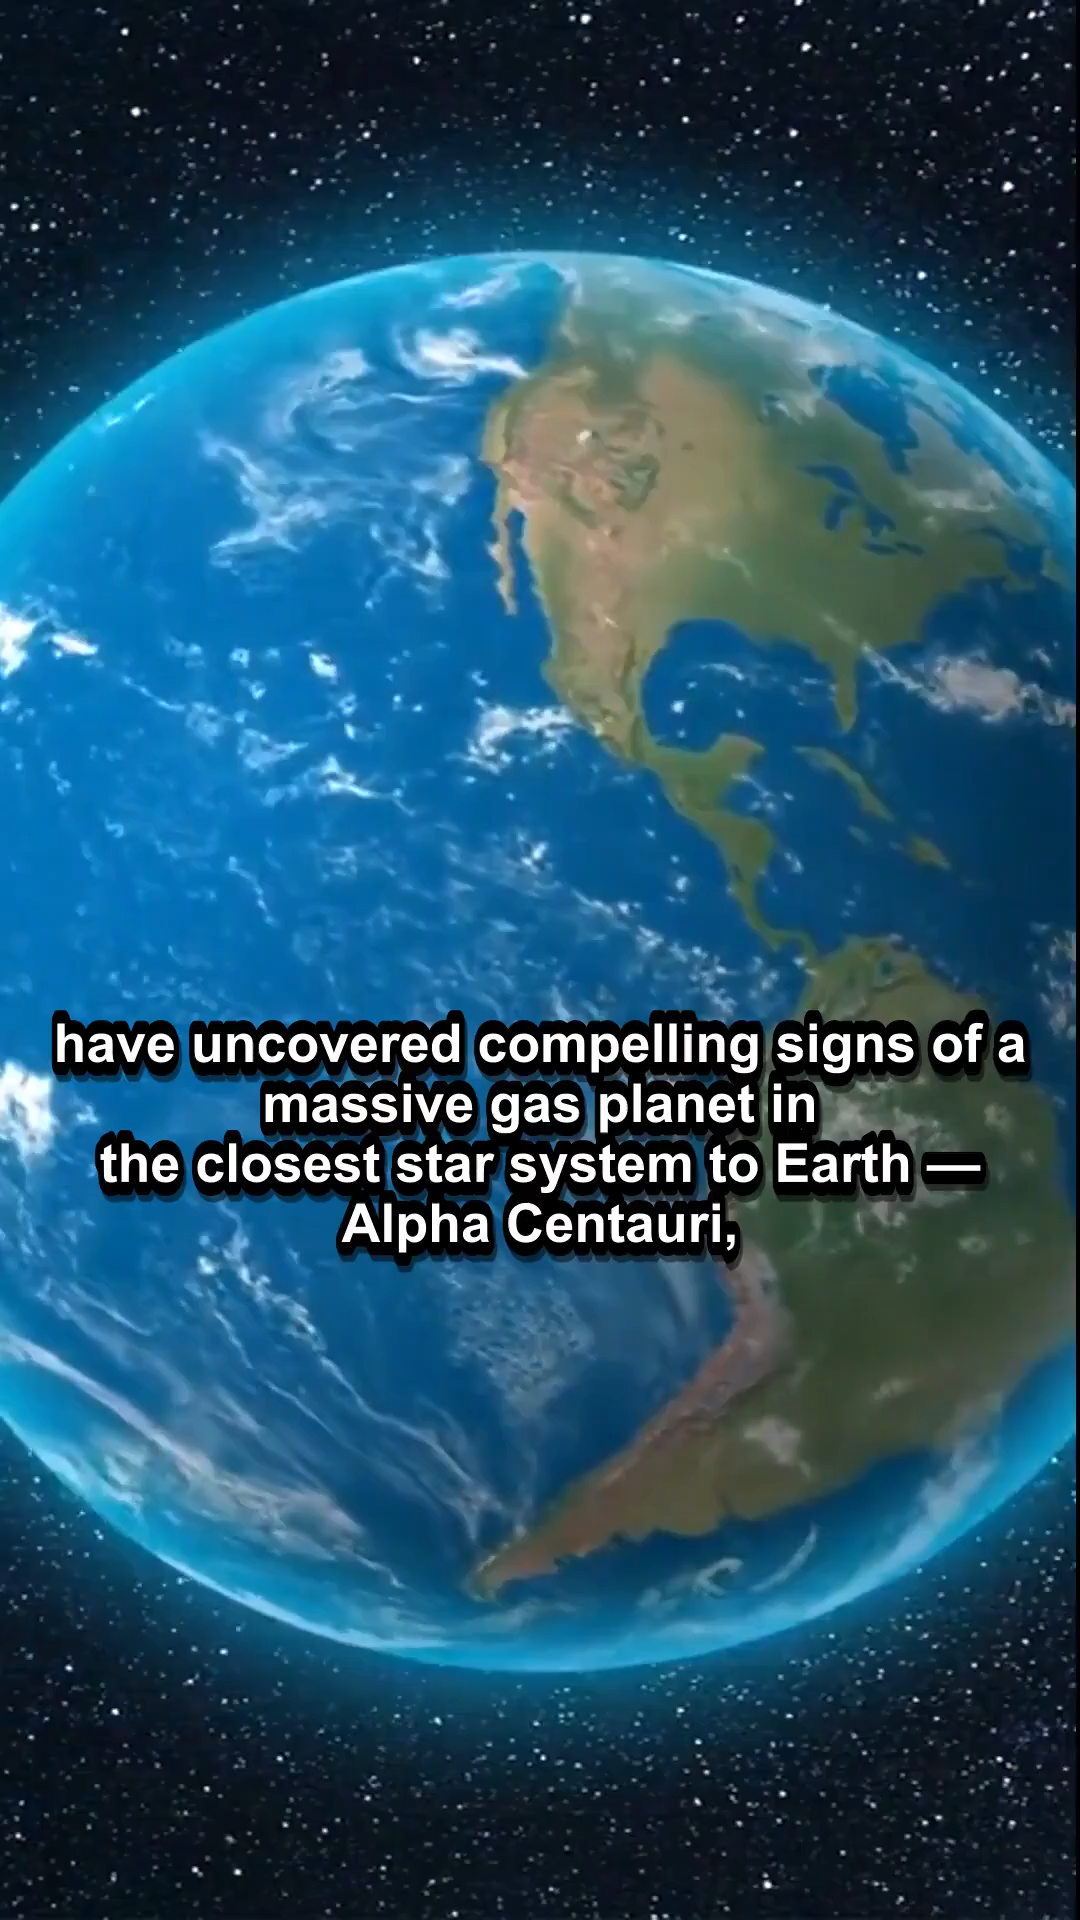 have uncovered compelling signs of a
massive gas planet in
the closest star system to Earth —
Alpha Centauri,